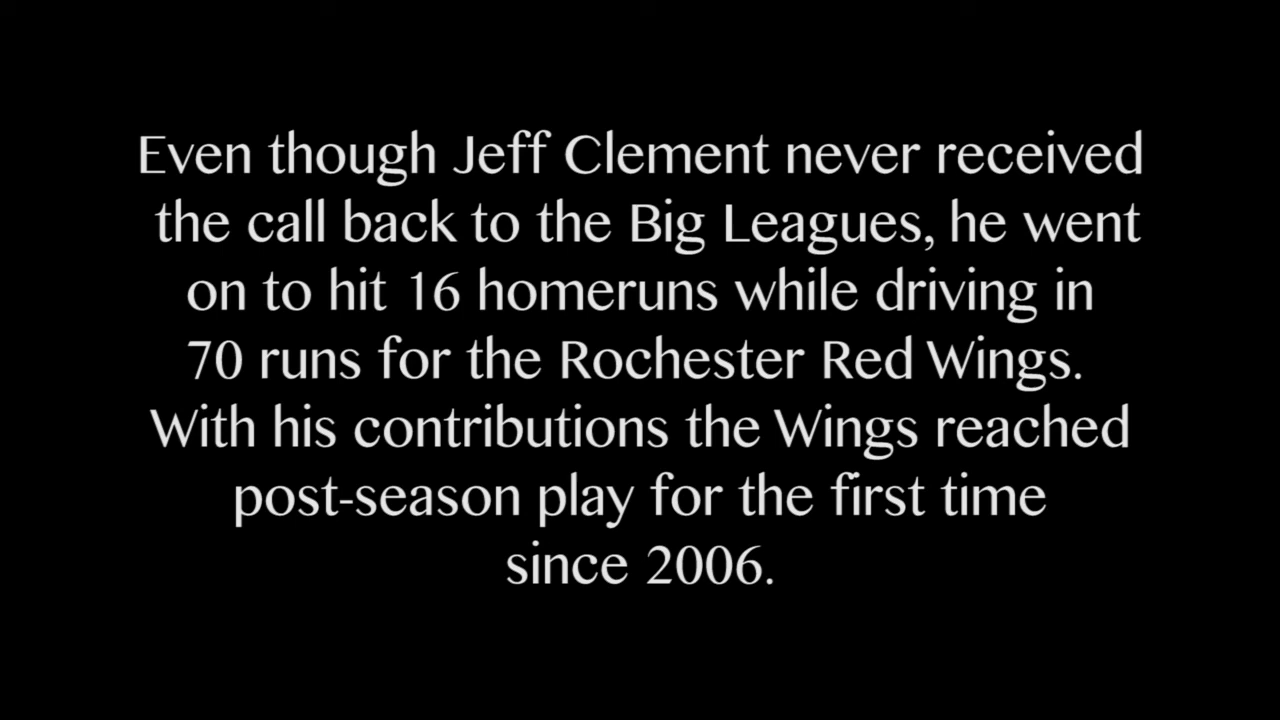 Even though Jeff Clement never received
the call back to the Big Leagues, he went
on to hit 16 homeruns while driving in
70 runs for the Rochester Red Wings.
With his contributions the Wings reached
post-season play for the first time
since 2006.